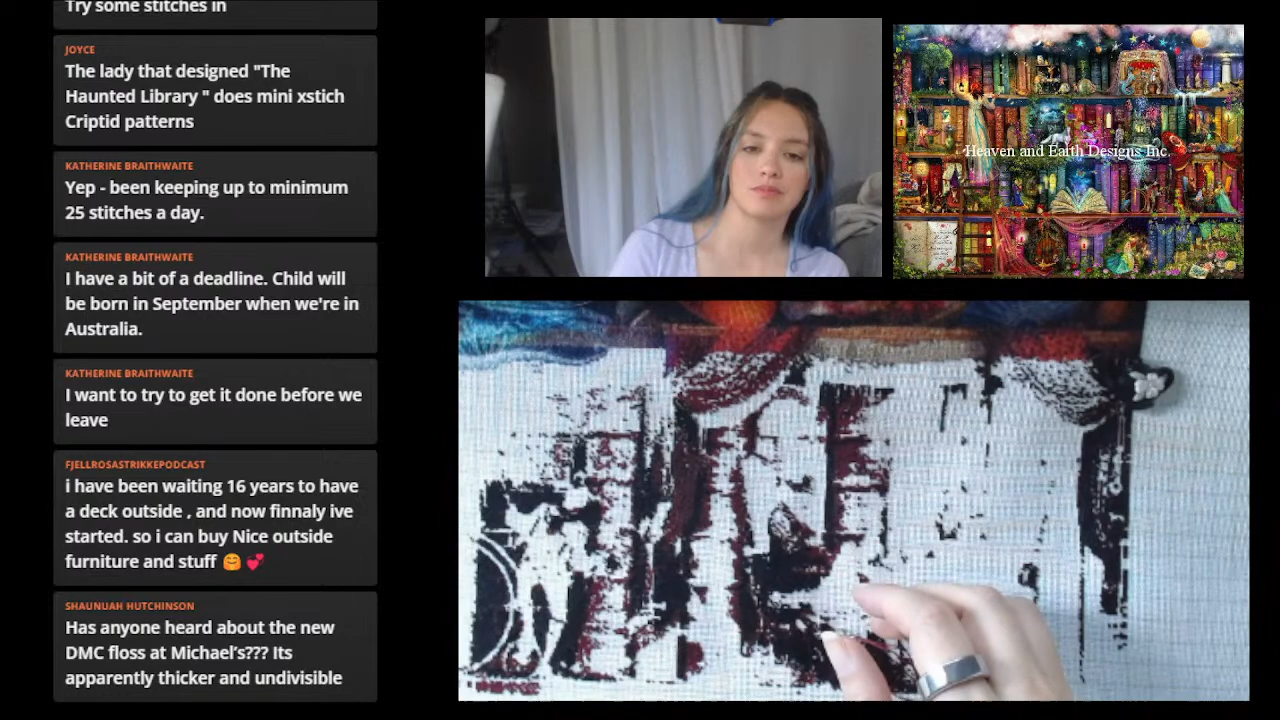 Try some stitches in
JOYCE
The lady that designed "The
Haunted Library " does mini xstich
Criptid patterns
KATHERINE BRAITHWAITE
Yep - been keeping up to minimum
25 stitches a day.
KATHERINE BRAITHWAITE
I have a bit of a deadline. Child will
be born in September when we're in
Australia.
KATHERINE BRAITHWAITE
I want to try to get it done before we
leave
FJELLROSASTRIKKEPODCAST
i have been waiting 16 years to have
a deck outside , and now finnaly ive
started. so i can buy Nice outside
furniture and stuff 🤗 💕
SHAUNUAH HUTCHINSON
Has anyone heard about the new
DMC floss at Michael's??? Its
apparently thicker and undivisible
Heaven and Earth Designs Inc.